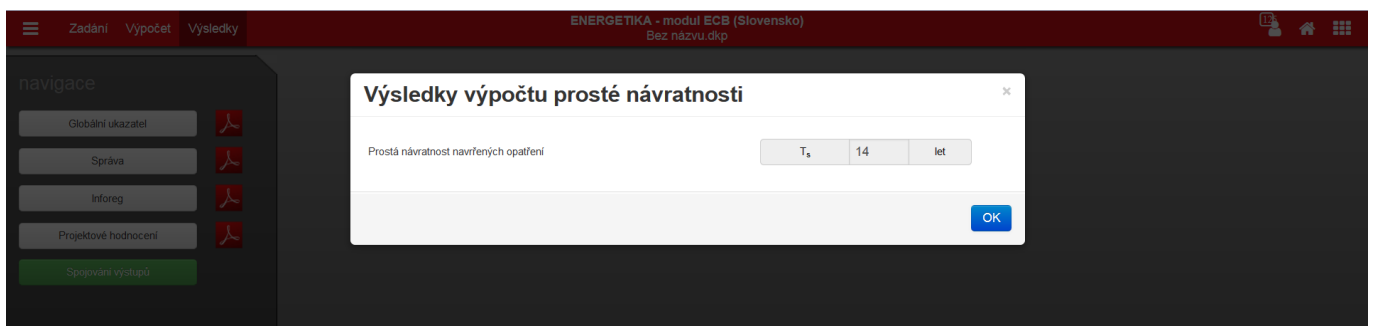 Zadání Výpočet Výsledky
ENERGETIKA - modul ECB (Slovensko)
Bez názvu.dkp
navigace
Globální ukazatel
Správa
Inforeg
Projektové hodnocení
Spojování výstupů
Výsledky výpočtu prosté návratnosti
×
Prostá návratnost navržených opatření
Ts 14 let
OK